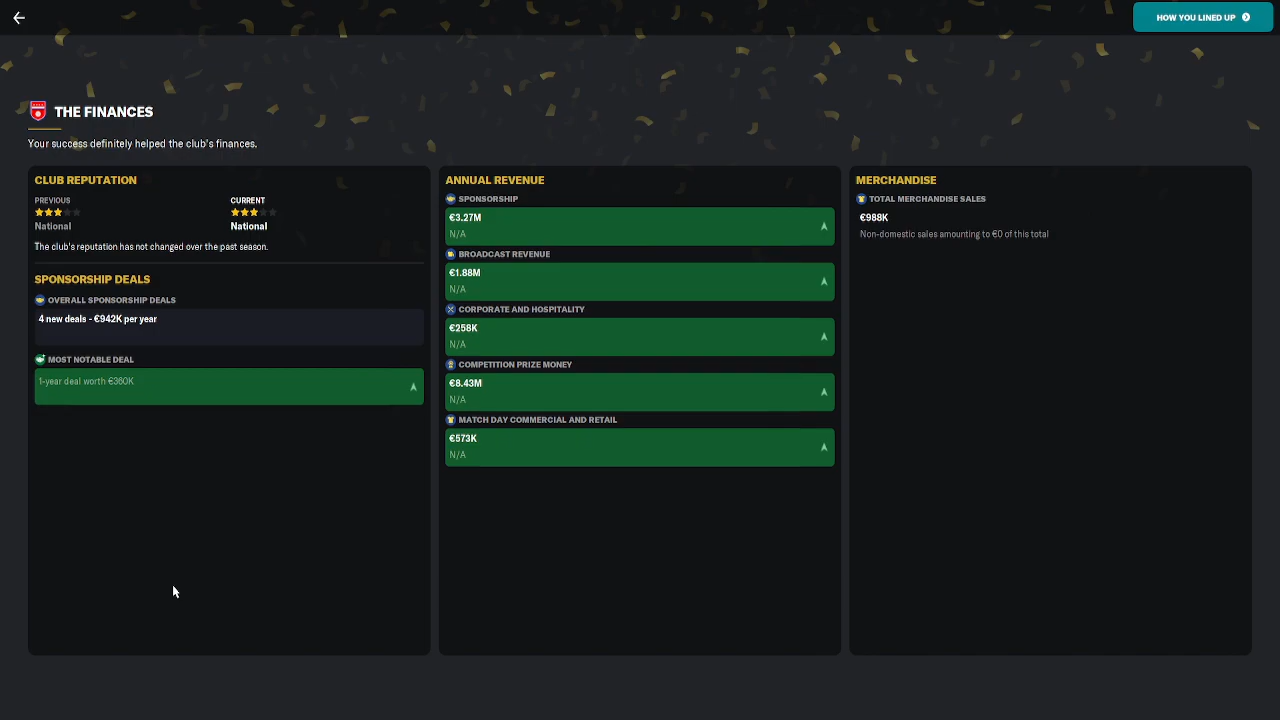 HOW YOU LINED UP
THE FINANCES
Your success definitely helped the club's finances.
CLUB REPUTATION
PREVIOUS
CURRENT
National
National
The club's reputation has not changed over the past season.
SPONSORSHIP DEALS
OVERALL SPONSORSHIP DEALS
4 new deals - €942K per year
MOST NOTABLE DEAL
1-year deal worth €360K
ANNUAL REVENUE
SPONSORSHIP
€3.27M
N/A
BROADCAST REVENUE
€1.88M
N/A
CORPORATE AND HOSPITALITY
€258K
N/A
COMPETITION PRIZE MONEY
€8.43M
N/A
MATCH DAY COMMERCIAL AND RETAIL
€573K
N/A
MERCHANDISE
TOTAL MERCHANDISE SALES
€988K
Non-domestic sales amounting to €0 of this total